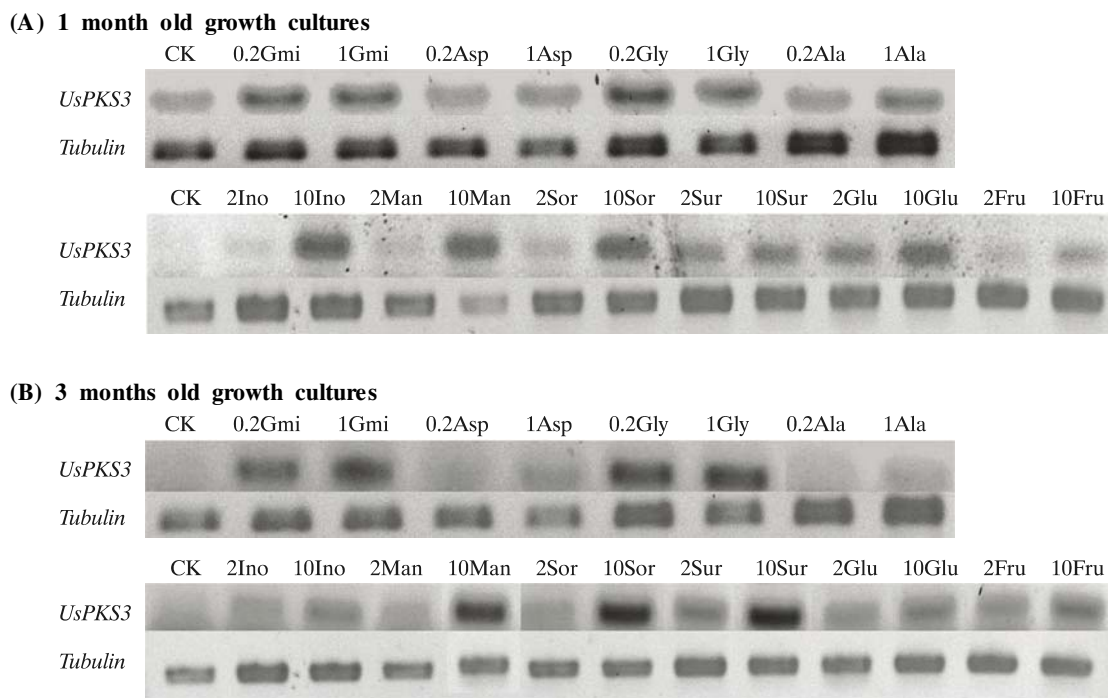 (A) 1 month old growth cultures
CK 0.2Gmi 1Gmi 0.2Asp 1Asp 0.2Gly 1Gly 0.2Ala 1Ala
UsPKS3
Tubulin
CK 2Ino 10Ino 2Man 10Man 2Sor 10Sor 2Sur 10Sur 2Glu 10Glu 2Fru 10Fru
UsPKS3
Tubulin
(B) 3 months old growth cultures
CK 0.2Gmi 1Gmi 0.2Asp 1Asp 0.2Gly 1Gly 0.2Ala 1Ala
UsPKS3
Tubulin
CK 2Ino 10Ino 2Man 10Man 2Sor 10Sor 2Sur 10Sur 2Glu 10Glu 2Fru 10Fru
UsPKS3
Tubulin